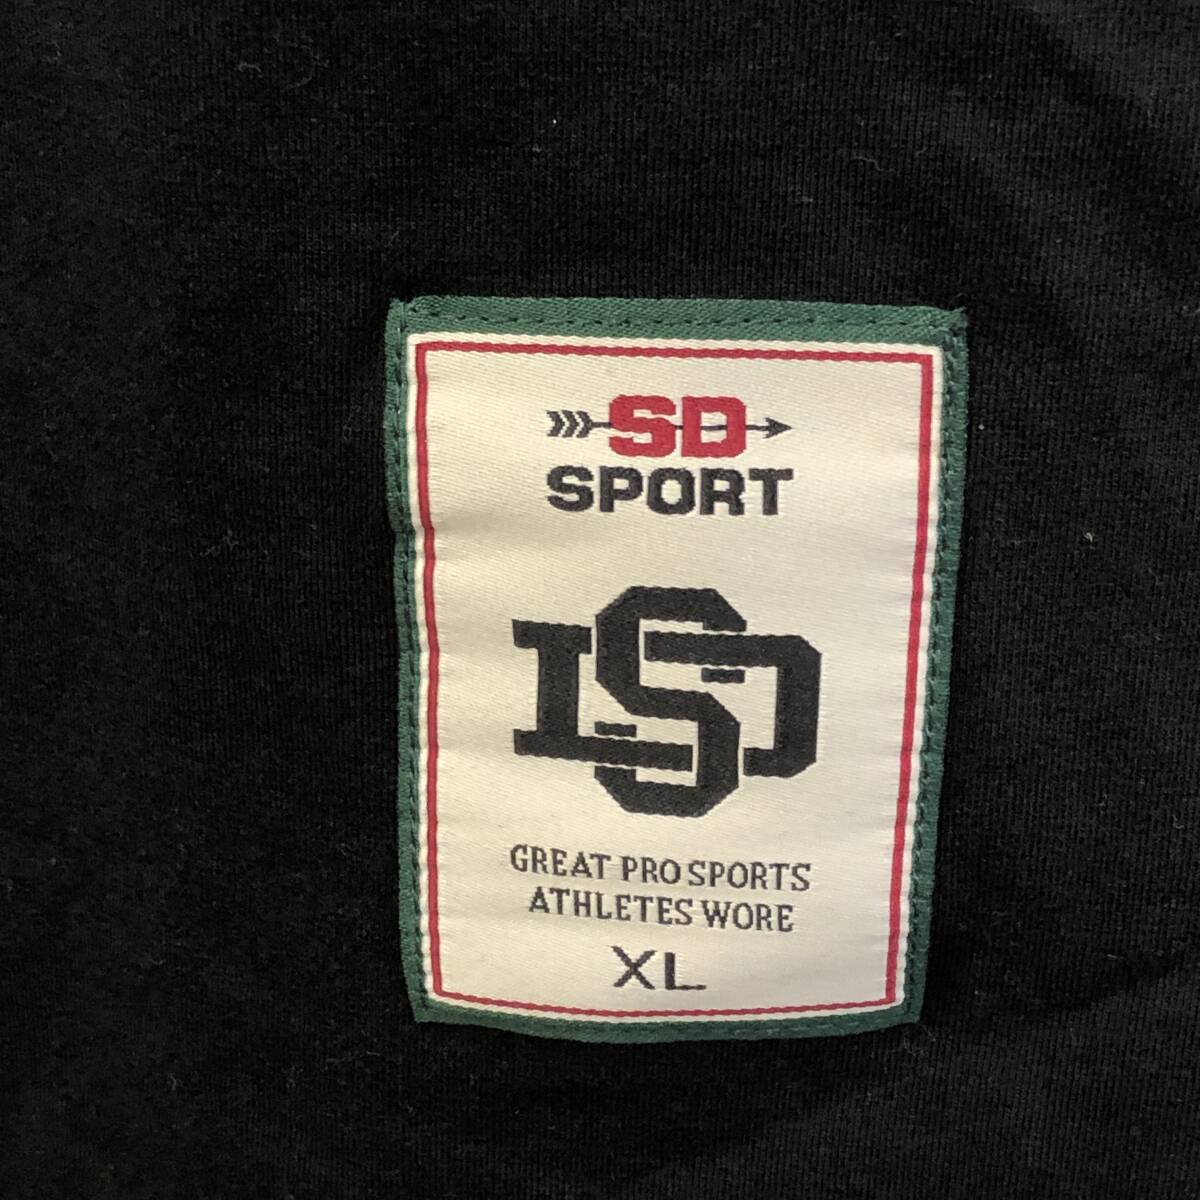 SD
SPORT
SD
GREAT PRO SPORTS
ATHLETES WORE
XL